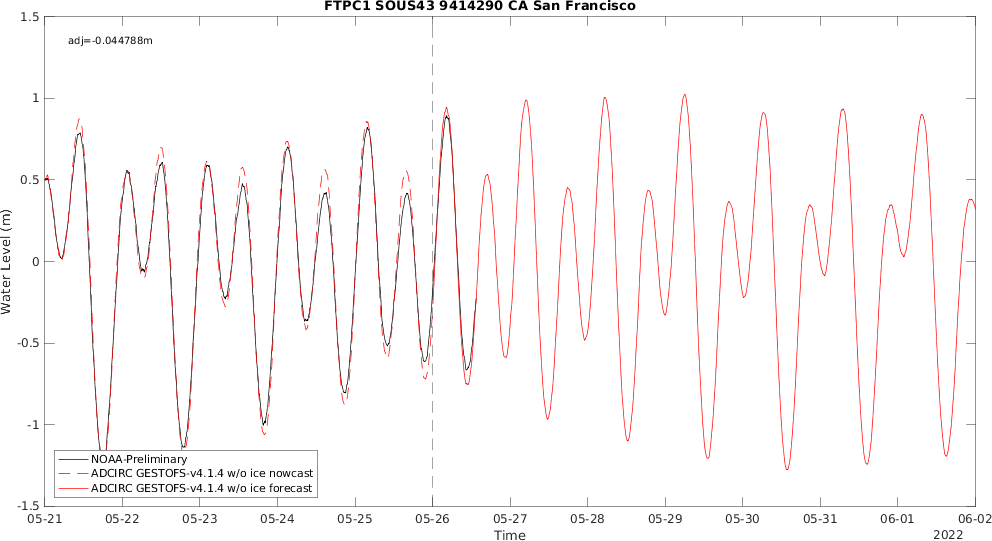 FTPC1 SOUS43 9414290 CA San Francisco
adj=-0.044788m
1.5
1
0.5
0
-0.5
-1
-1.5
Water Level (m)
NOAA-Preliminary
ADCIRC GESTOFS-v4.1.4 w/o ice nowcast
ADCIRC GESTOFS-v4.1.4 w/o ice forecast
05-21 05-22 05-23 05-24 05-25 05-26 05-27 05-28 05-29 05-30 05-31 06-01 06-02
Time
2022